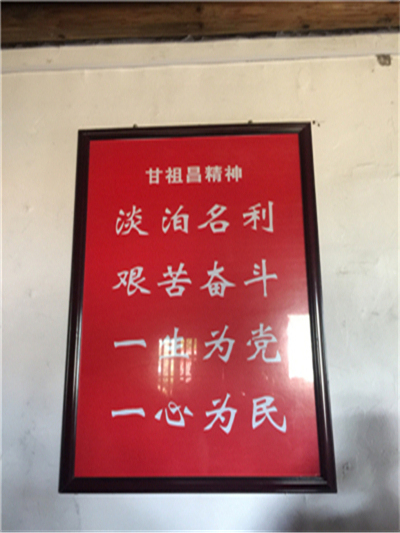 甘祖昌精神
淡泊名利
艰苦奋斗
一生为党
一心为民